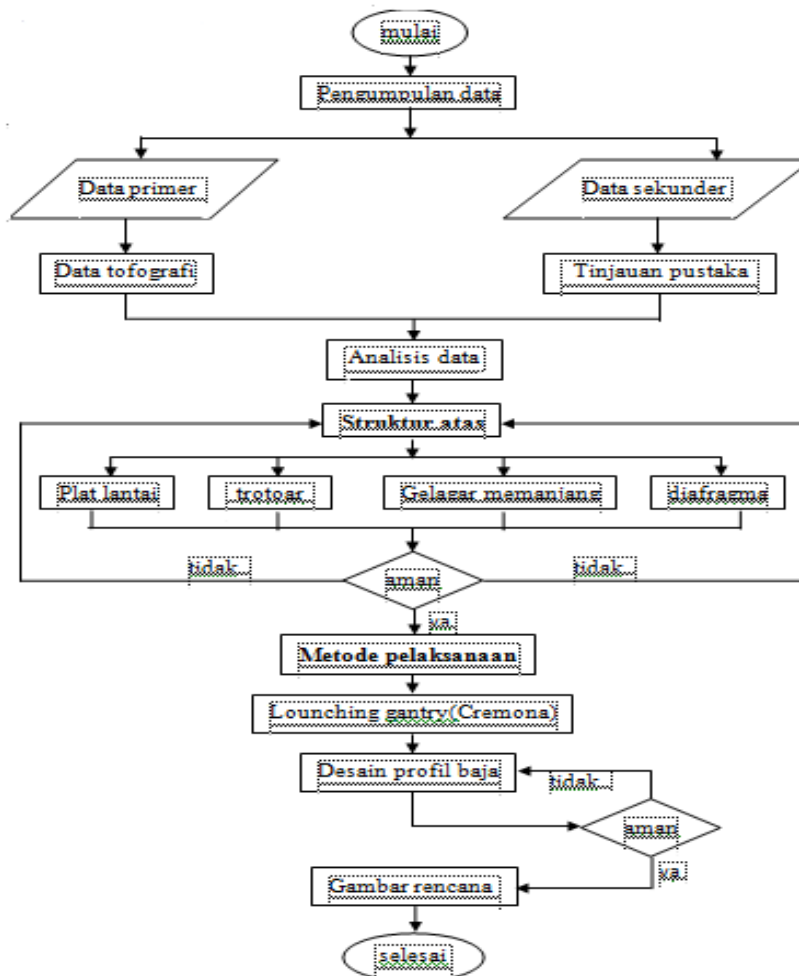 mulai
Pengumpulan data
Data primer
Data sekunder
Data tofografi
Tinjauan pustaka
Analisis data
Struktur atas
Plat lantai
trotoar
Gelagar memanjang
diafragma
tidak
aman
tidak
ya
Metode pelaksanaan
Lounching gantry(Cremona)
Desain profil baja
tidak
aman
ya
Gambar rencana
selesai